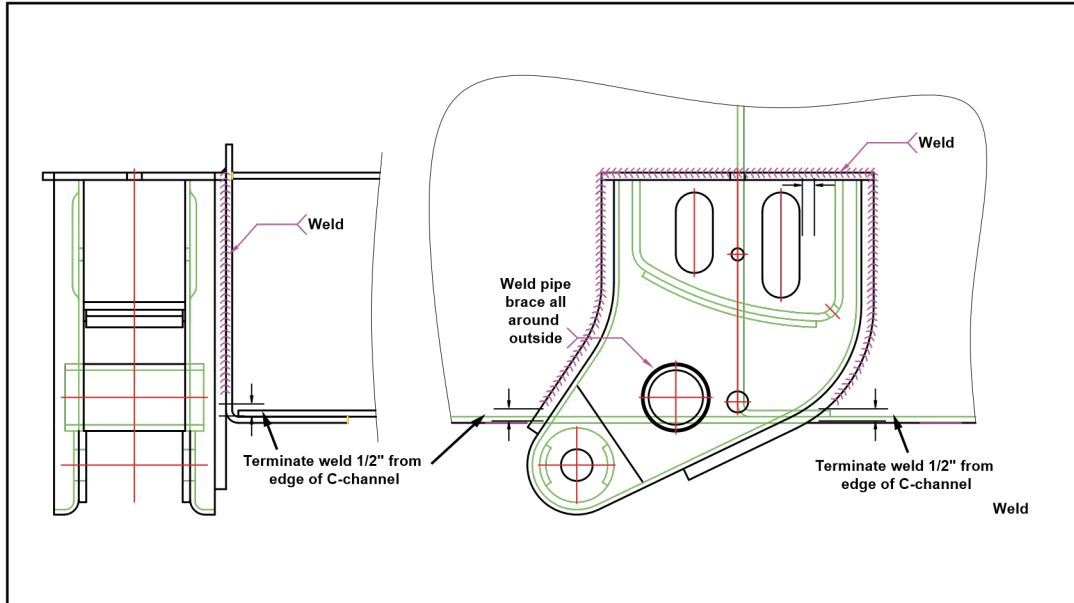 Weld
Weld
Weld pipe
brace all
around
outside
Terminate weld 1/2" from
edge of C-channel
Terminate weld 1/2" from
edge of C-channel
Weld